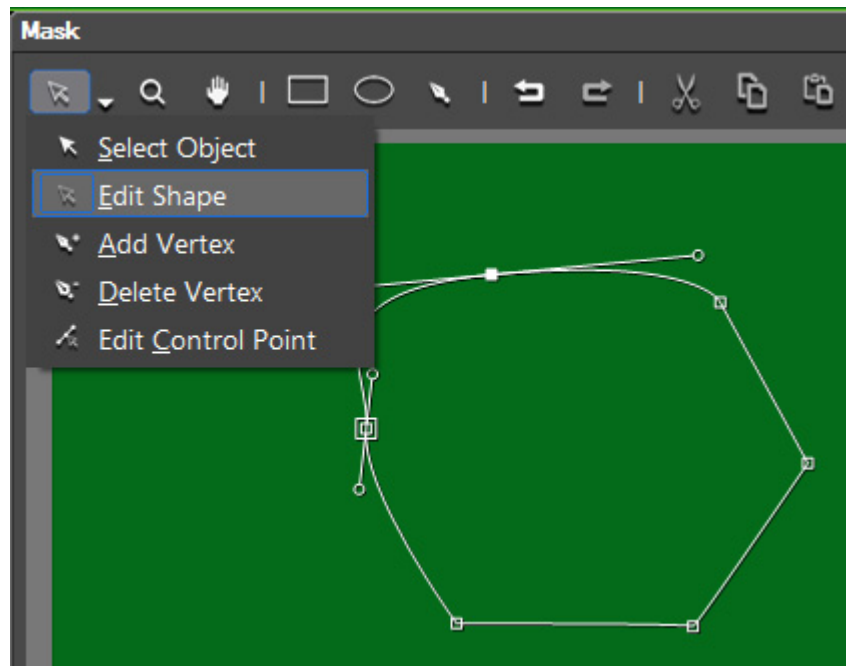 Mask
Select Object
Edit Shape
Add Vertex
Delete Vertex
Edit Control Point